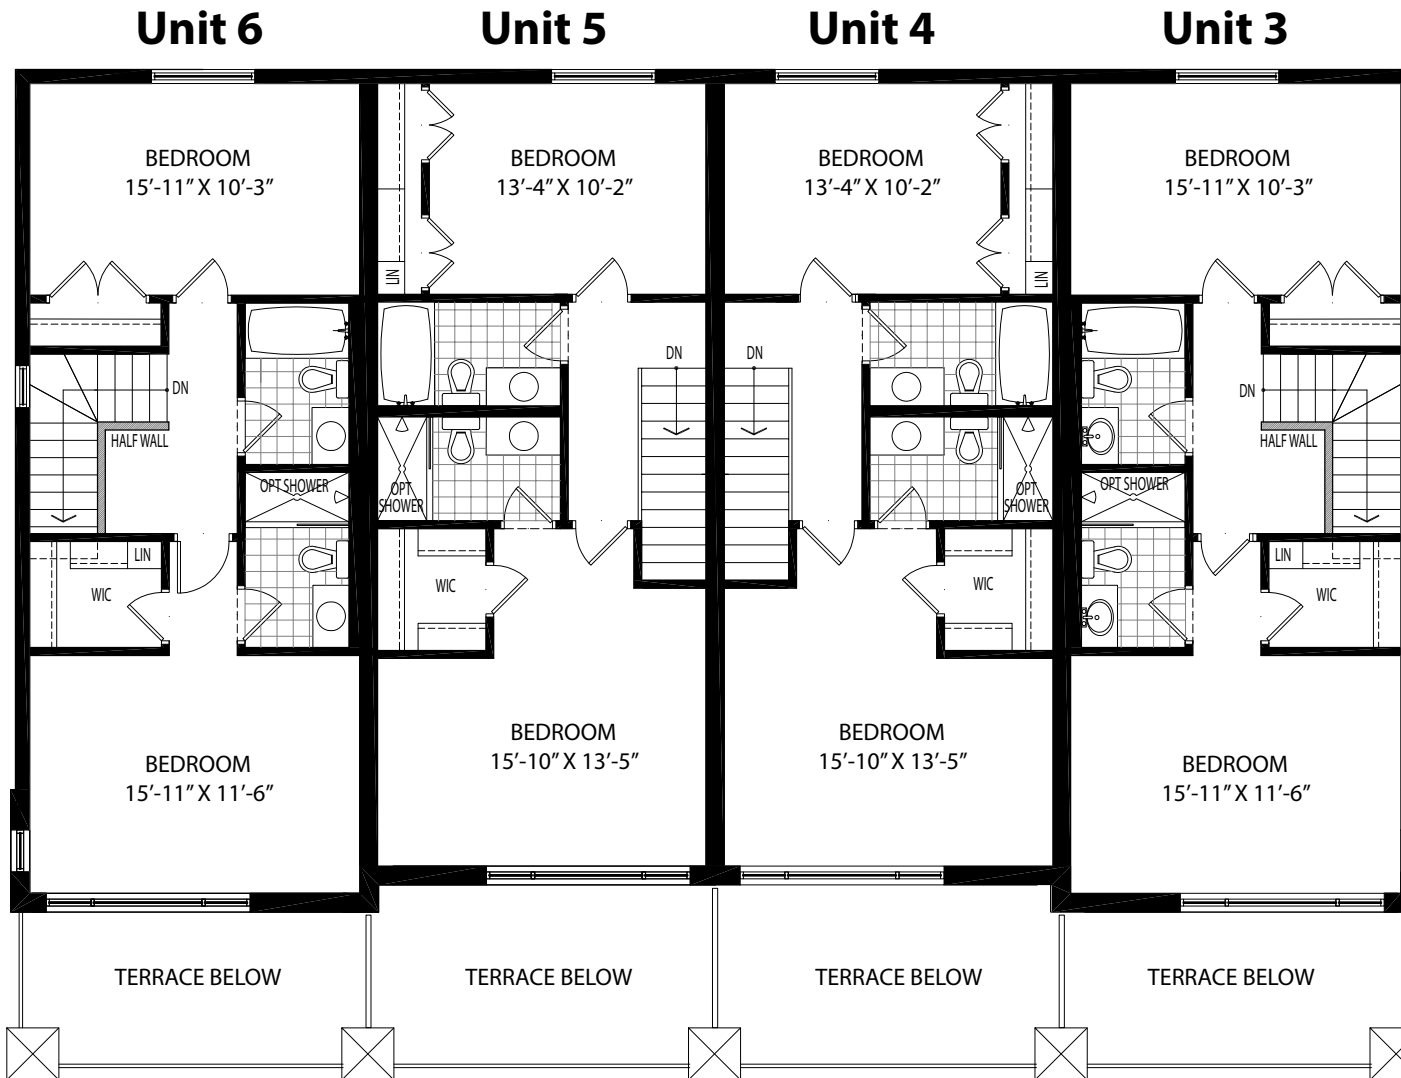 Unit 6
Unit 5
Unit 4
Unit 3
BEDROOM
15'-11" X 10'-3"
BEDROOM
13'-4" X 10'-2"
BEDROOM
13'-4" X 10'-2"
BEDROOM
15'-11" X 10'-3"
LIN
LIN
DN
DN
DN
DN
HALF WALL
HALF WALL
OPT SHOWER
OPT
SHOWER
OPT
SHOWER
OPT SHOWER
LIN
LIN
WIC
WIC
WIC
WIC
BEDROOM
15'-11" X 11'-6"
BEDROOM
15'-10" X 13'-5"
BEDROOM
15'-10" X 13'-5"
BEDROOM
15'-11" X 11'-6"
TERRACE BELOW
TERRACE BELOW
TERRACE BELOW
TERRACE BELOW